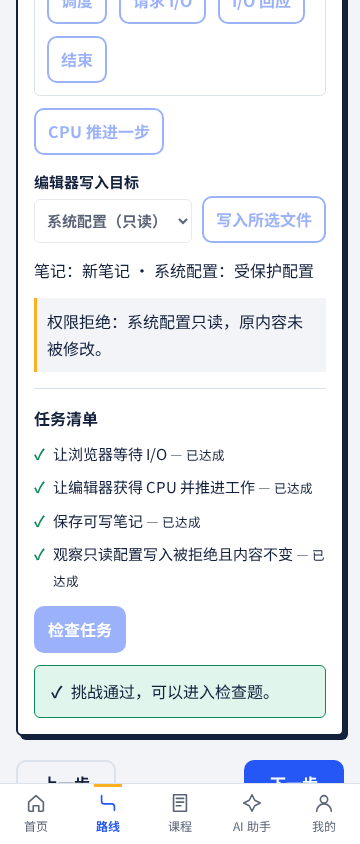 调度 请求 I/O I/O 回应
结束
CPU 推进一步
编辑器写入目标
系统配置（只读） 写入所选文件
笔记：新笔记 · 系统配置：受保护配置
权限拒绝：系统配置只读，原内容未
被修改。
任务清单
✓ 让浏览器等待 I/O — 已达成
✓ 让编辑器获得 CPU 并推进工作 — 已达成
✓ 保存可写笔记 — 已达成
✓ 观察只读配置写入被拒绝且内容不变 — 已
达成
检查任务
✓ 挑战通过，可以进入检查题。
上一步 下一步
首页 路线 课程 AI 助手 我的